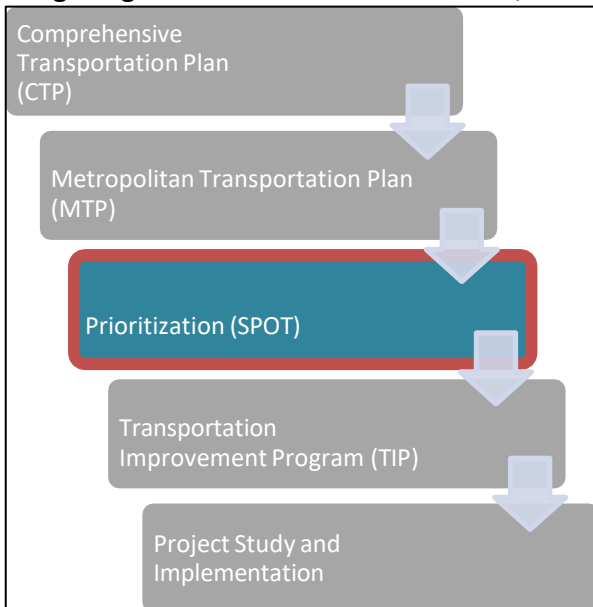 Comprehensive
Transportation Plan
(CTP)
Metropolitan Transportation Plan
(MTP)
Prioritization (SPOT)
Transportation
Improvement Program (TIP)
Project Study and
Implementation